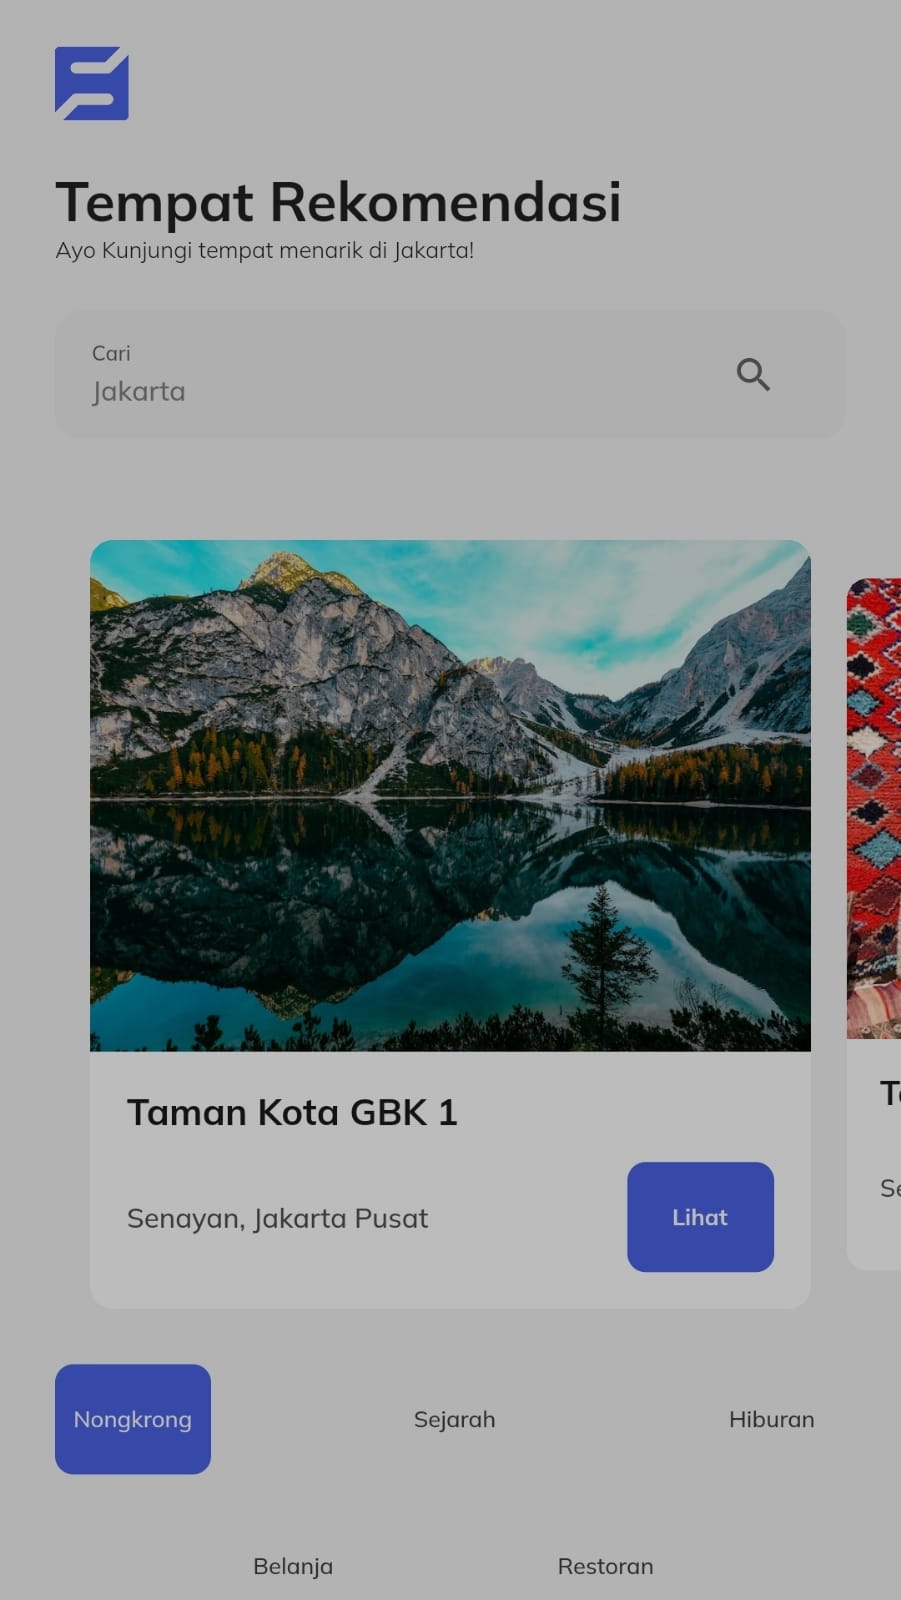 Tempat Rekomendasi
Ayo Kunjungi tempat menarik di Jakarta!
Cari
Jakarta
Taman Kota GBK 1
Senayan, Jakarta Pusat
Lihat
Nongkrong
Sejarah
Hiburan
Belanja
Restoran